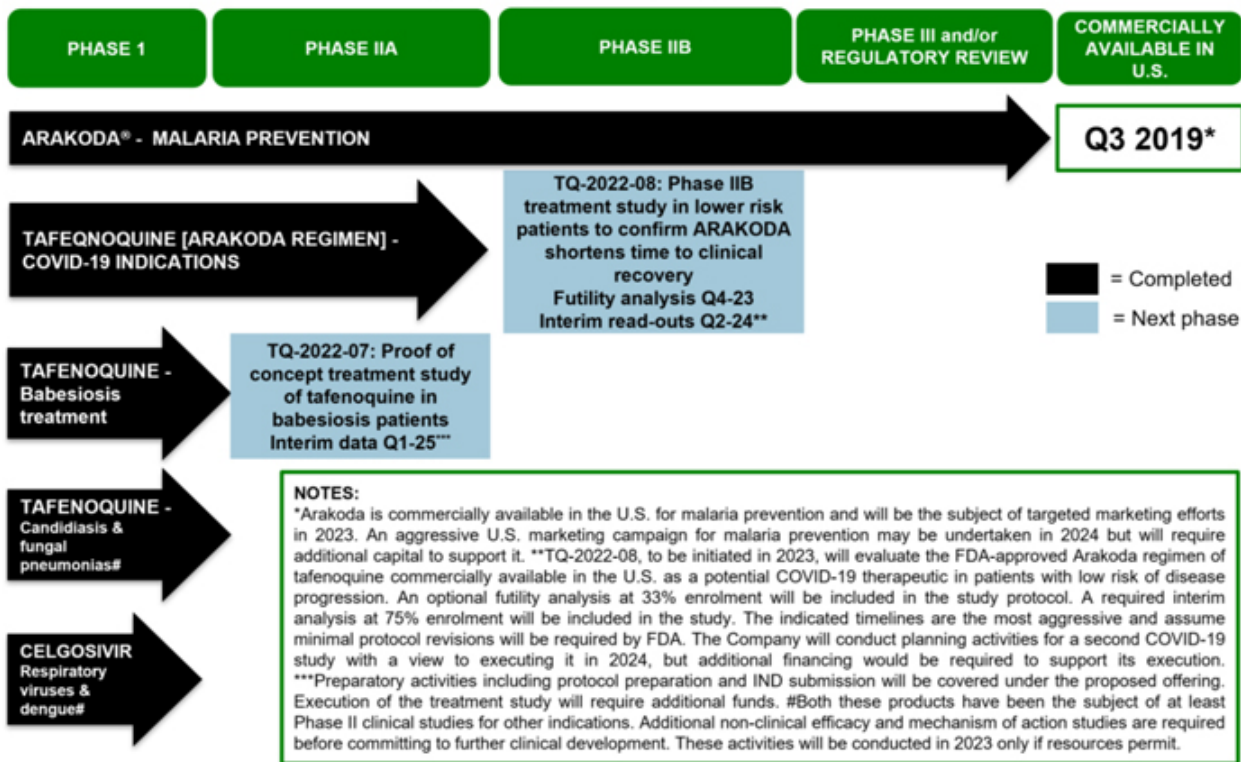 PHASE 1
PHASE IIA
PHASE IIB
PHASE III and/or
REGULATORY REVIEW
COMMERCIALLY
AVAILABLE IN
U.S.
ARAKODA® - MALARIA PREVENTION
Q3 2019*
TAFEQNOQUINE [ARAKODA REGIMEN] -
COVID-19 INDICATIONS
TQ-2022-08: Phase IIB
treatment study in lower risk
patients to confirm ARAKODA
shortens time to clinical
recovery
Futility analysis Q4-23
Interim read-outs Q2-24**
= Completed
= Next phase
TAFENOQUINE -
Babesiosis
treatment
TQ-2022-07: Proof of
concept treatment study
of tafenoquine in
babesiosis patients
Interim data Q1-25***
TAFENOQUINE -
Candidiasis &
fungal
pneumonias#
CELGOSIVIR
Respiratory
viruses &
dengue#
NOTES:
*Arakoda is commercially available in the U.S. for malaria prevention and will be the subject of targeted marketing efforts
in 2023. An aggressive U.S. marketing campaign for malaria prevention may be undertaken in 2024 but will require
additional capital to support it. **TQ-2022-08, to be initiated in 2023, will evaluate the FDA-approved Arakoda regimen of
tafenoquine commercially available in the U.S. as a potential COVID-19 therapeutic in patients with low risk of disease
progression. An optional futility analysis at 33% enrolment will be included in the study protocol. A required interim
analysis at 75% enrolment will be included in the study. The indicated timelines are the most aggressive and assume
minimal protocol revisions will be required by FDA. The Company will conduct planning activities for a second COVID-19
study with a view to executing it in 2024, but additional financing would be required to support its execution.
***Preparatory activities including protocol preparation and IND submission will be covered under the proposed offering.
Execution of the treatment study will require additional funds. #Both these products have been the subject of at least
Phase II clinical studies for other indications. Additional non-clinical efficacy and mechanism of action studies are required
before committing to further clinical development. These activities will be conducted in 2023 only if resources permit.